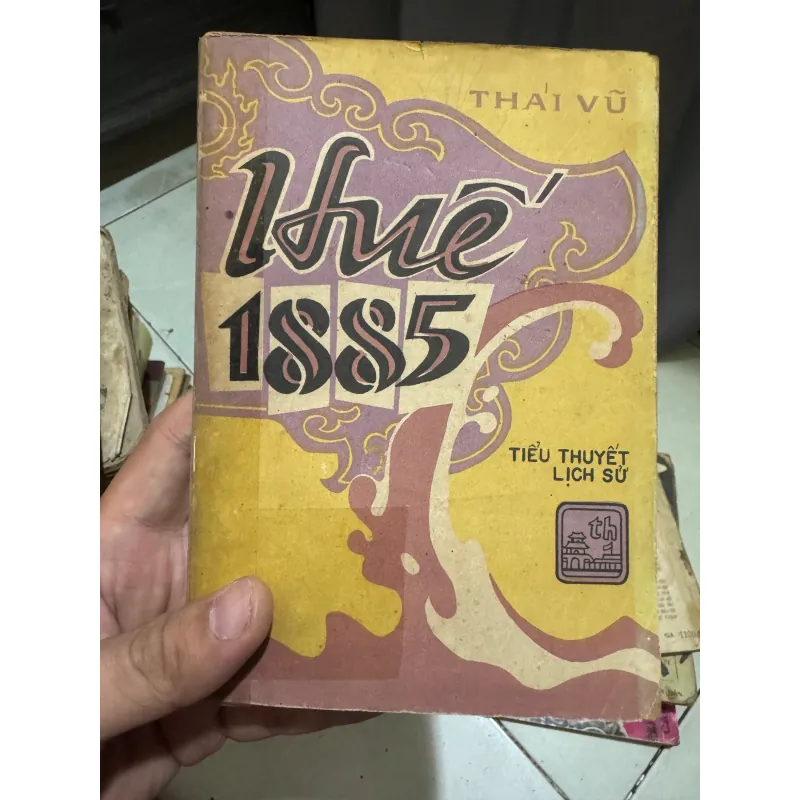 THÁI VŨ
Huế
1885
TIỂU THUYẾT
LỊCH SỬ
th